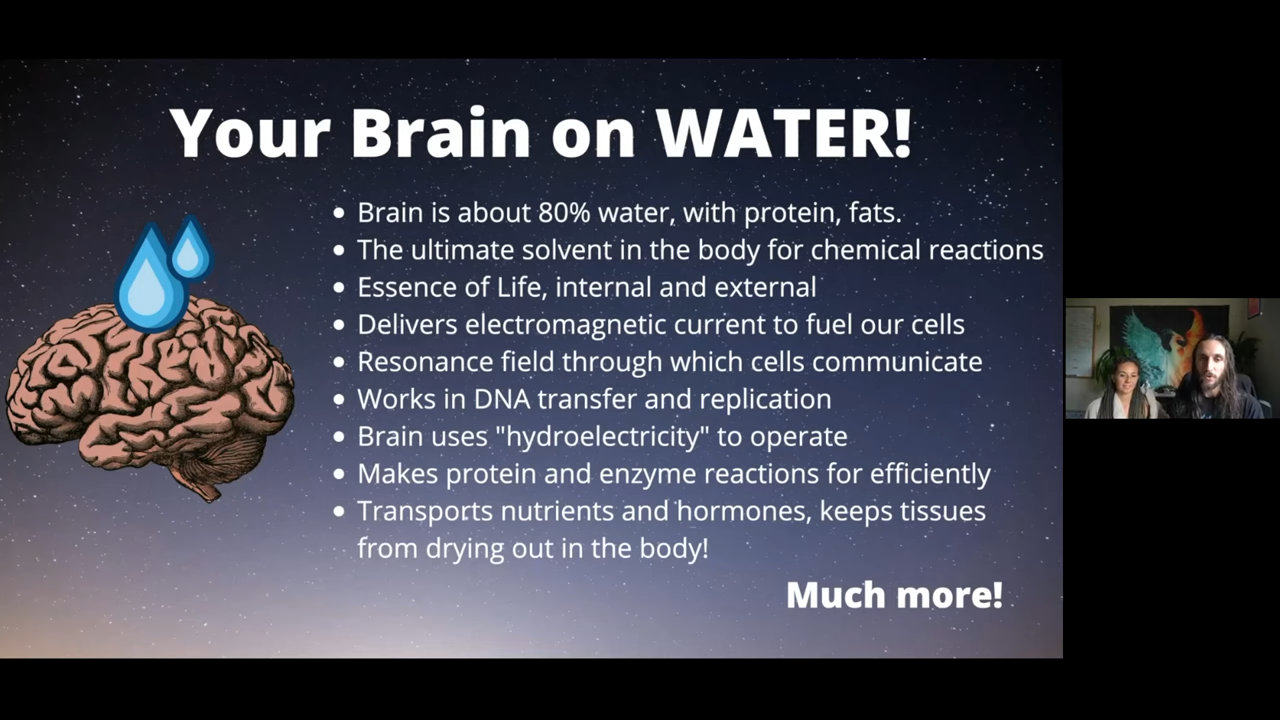 Your Brain on WATER!
Brain is about 80% water, with protein, fats.
The ultimate solvent in the body for chemical reactions
Essence of Life, internal and external
Delivers electromagnetic current to fuel our cells
Resonance field through which cells communicate
Works in DNA transfer and replication
Brain uses "hydroelectricity" to operate
Makes protein and enzyme reactions for efficiently
Transports nutrients and hormones, keeps tissues
from drying out in the body!
Much more!